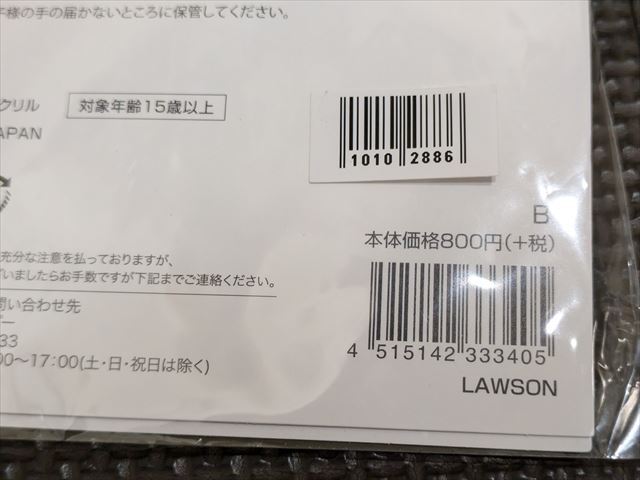 様の手の届かないところに保管してください。
クリル
対象年齢15歳以上
APAN
1010 2886
B
本体価格800円(+税)
充分な注意を払っておりますが、
いましたらお手数ですが下記までご連絡ください。
問い合わせ先
ー
33
00〜17:00(土・日・祝日は除く)
4 515142 333405
LAWSON